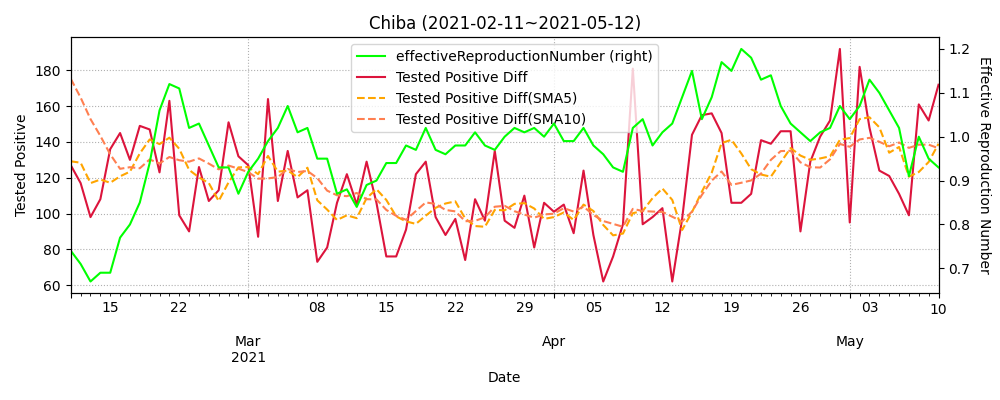 Chiba (2021-02-11~2021-05-12)
effectiveReproductionNumber (right)
Tested Positive Diff
Tested Positive Diff(SMA5)
Tested Positive Diff(SMA10)
Tested Positive
180
160
140
120
100
80
60
1.2
1.1
1.0
0.9
0.8
0.7
Effective Reproduction Number
15 22 08 15 22 29 05 12 19 26 03 10
Mar Apr May
2021
Date